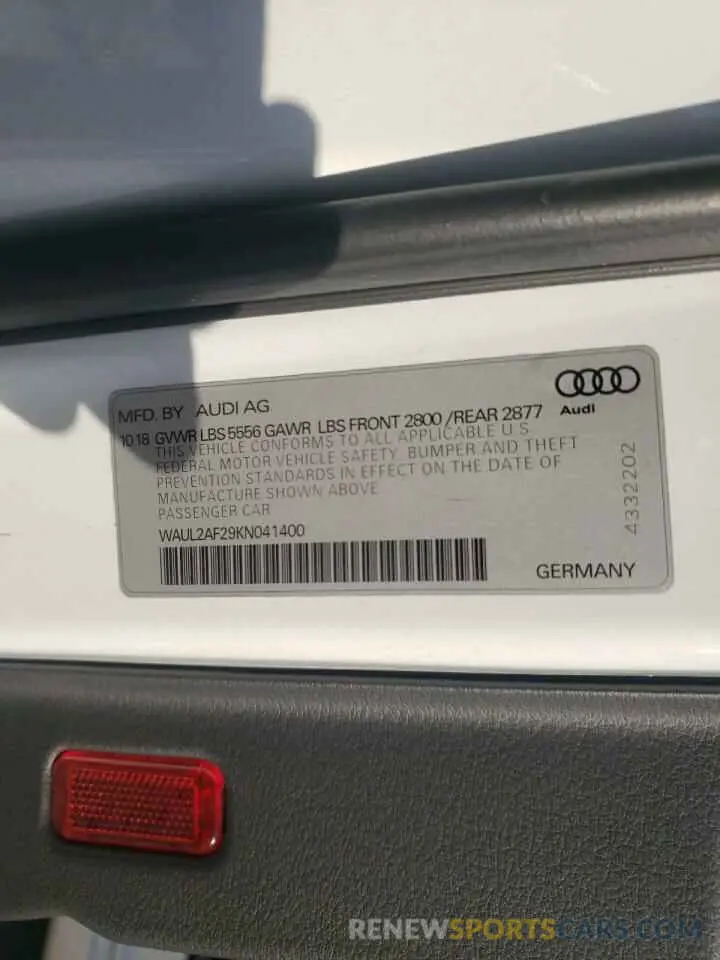 MFD. BY AUDI AG
10 18 GVWR LBS 5556 GAWR LBS FRONT 2800 /REAR 2877
THIS VEHICLE CONFORMS TO ALL APPLICABLE U S
FEDERAL MOTOR VEHICLE SAFETY, BUMPER AND THEFT
PREVENTION STANDARDS IN EFFECT ON THE DATE OF
MANUFACTURE SHOWN ABOVE
PASSENGER CAR
WAUL2AF29KN041400
Audi
4332202
GERMANY
RENEWSPORTSCARS.COM